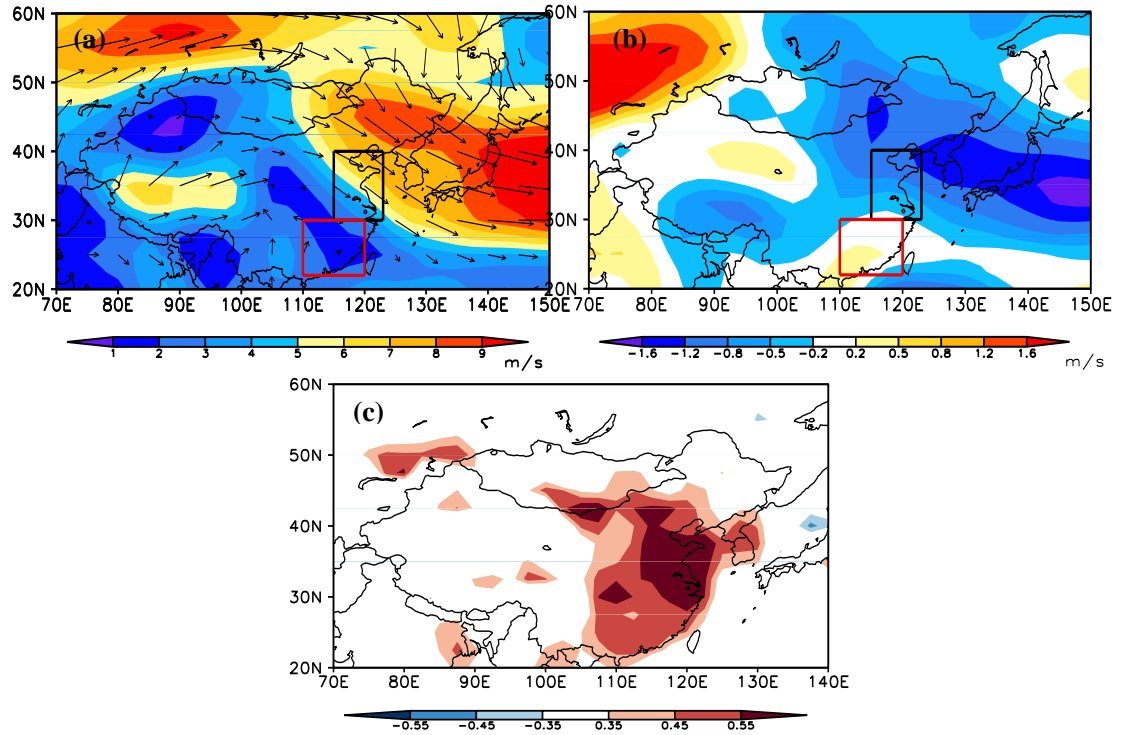 60N
(a)
50N
40N
30N
20N
70E 80E 90E 100E 110E 120E 130E 140E 150E
1 2 3 4 5 6 7 8 9
m/s
60N
(b)
50N
40N
30N
20N
70E 80E 90E 100E 110E 120E 130E 140E 150E
-1.6 -1.2 -0.8 -0.5 -0.2 0.2 0.5 0.8 1.2 1.6
m/s
60N
(c)
50N
40N
30N
20N
70E 80E 90E 100E 110E 120E 130E 140E
-0.55 -0.45 -0.35 0.35 0.45 0.55